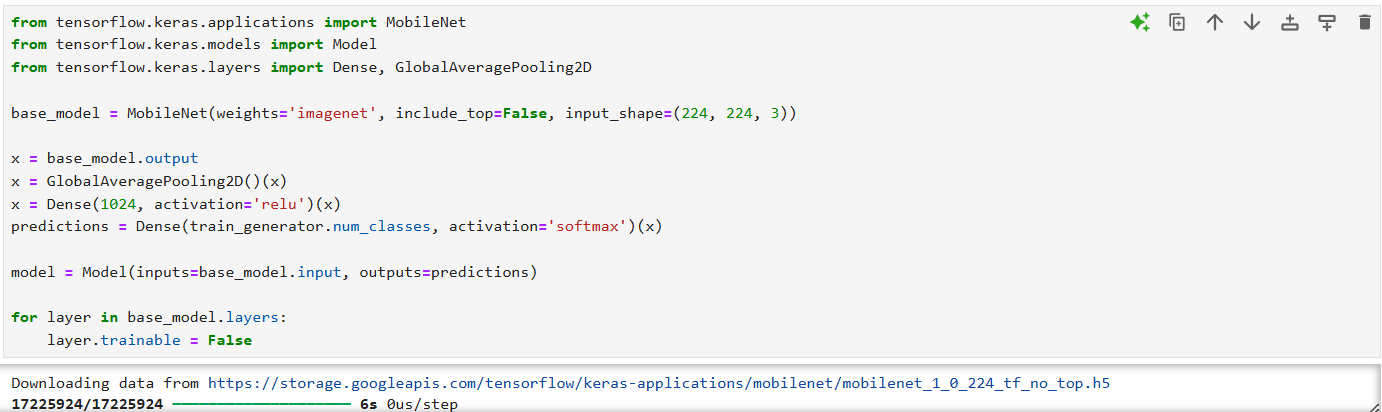 from tensorflow.keras.applications import MobileNet
from tensorflow.keras.models import Model
from tensorflow.keras.layers import Dense, GlobalAveragePooling2D
base_model = MobileNet(weights='imagenet', include_top=False, input_shape=(224, 224, 3))
x = base_model.output
x = GlobalAveragePooling2D()(x)
x = Dense(1024, activation='relu')(x)
predictions = Dense(train_generator.num_classes, activation='softmax')(x)
model = Model(inputs=base_model.input, outputs=predictions)
for layer in base_model.layers:
    layer.trainable = False
Downloading data from https://storage.googleapis.com/tensorflow/keras-applications/mobilenet/mobilenet_1_0_224_tf_no_top.h5
17225924/17225924 ━━━━━━━━━━━━━━━━━━━━ 6s 0us/step